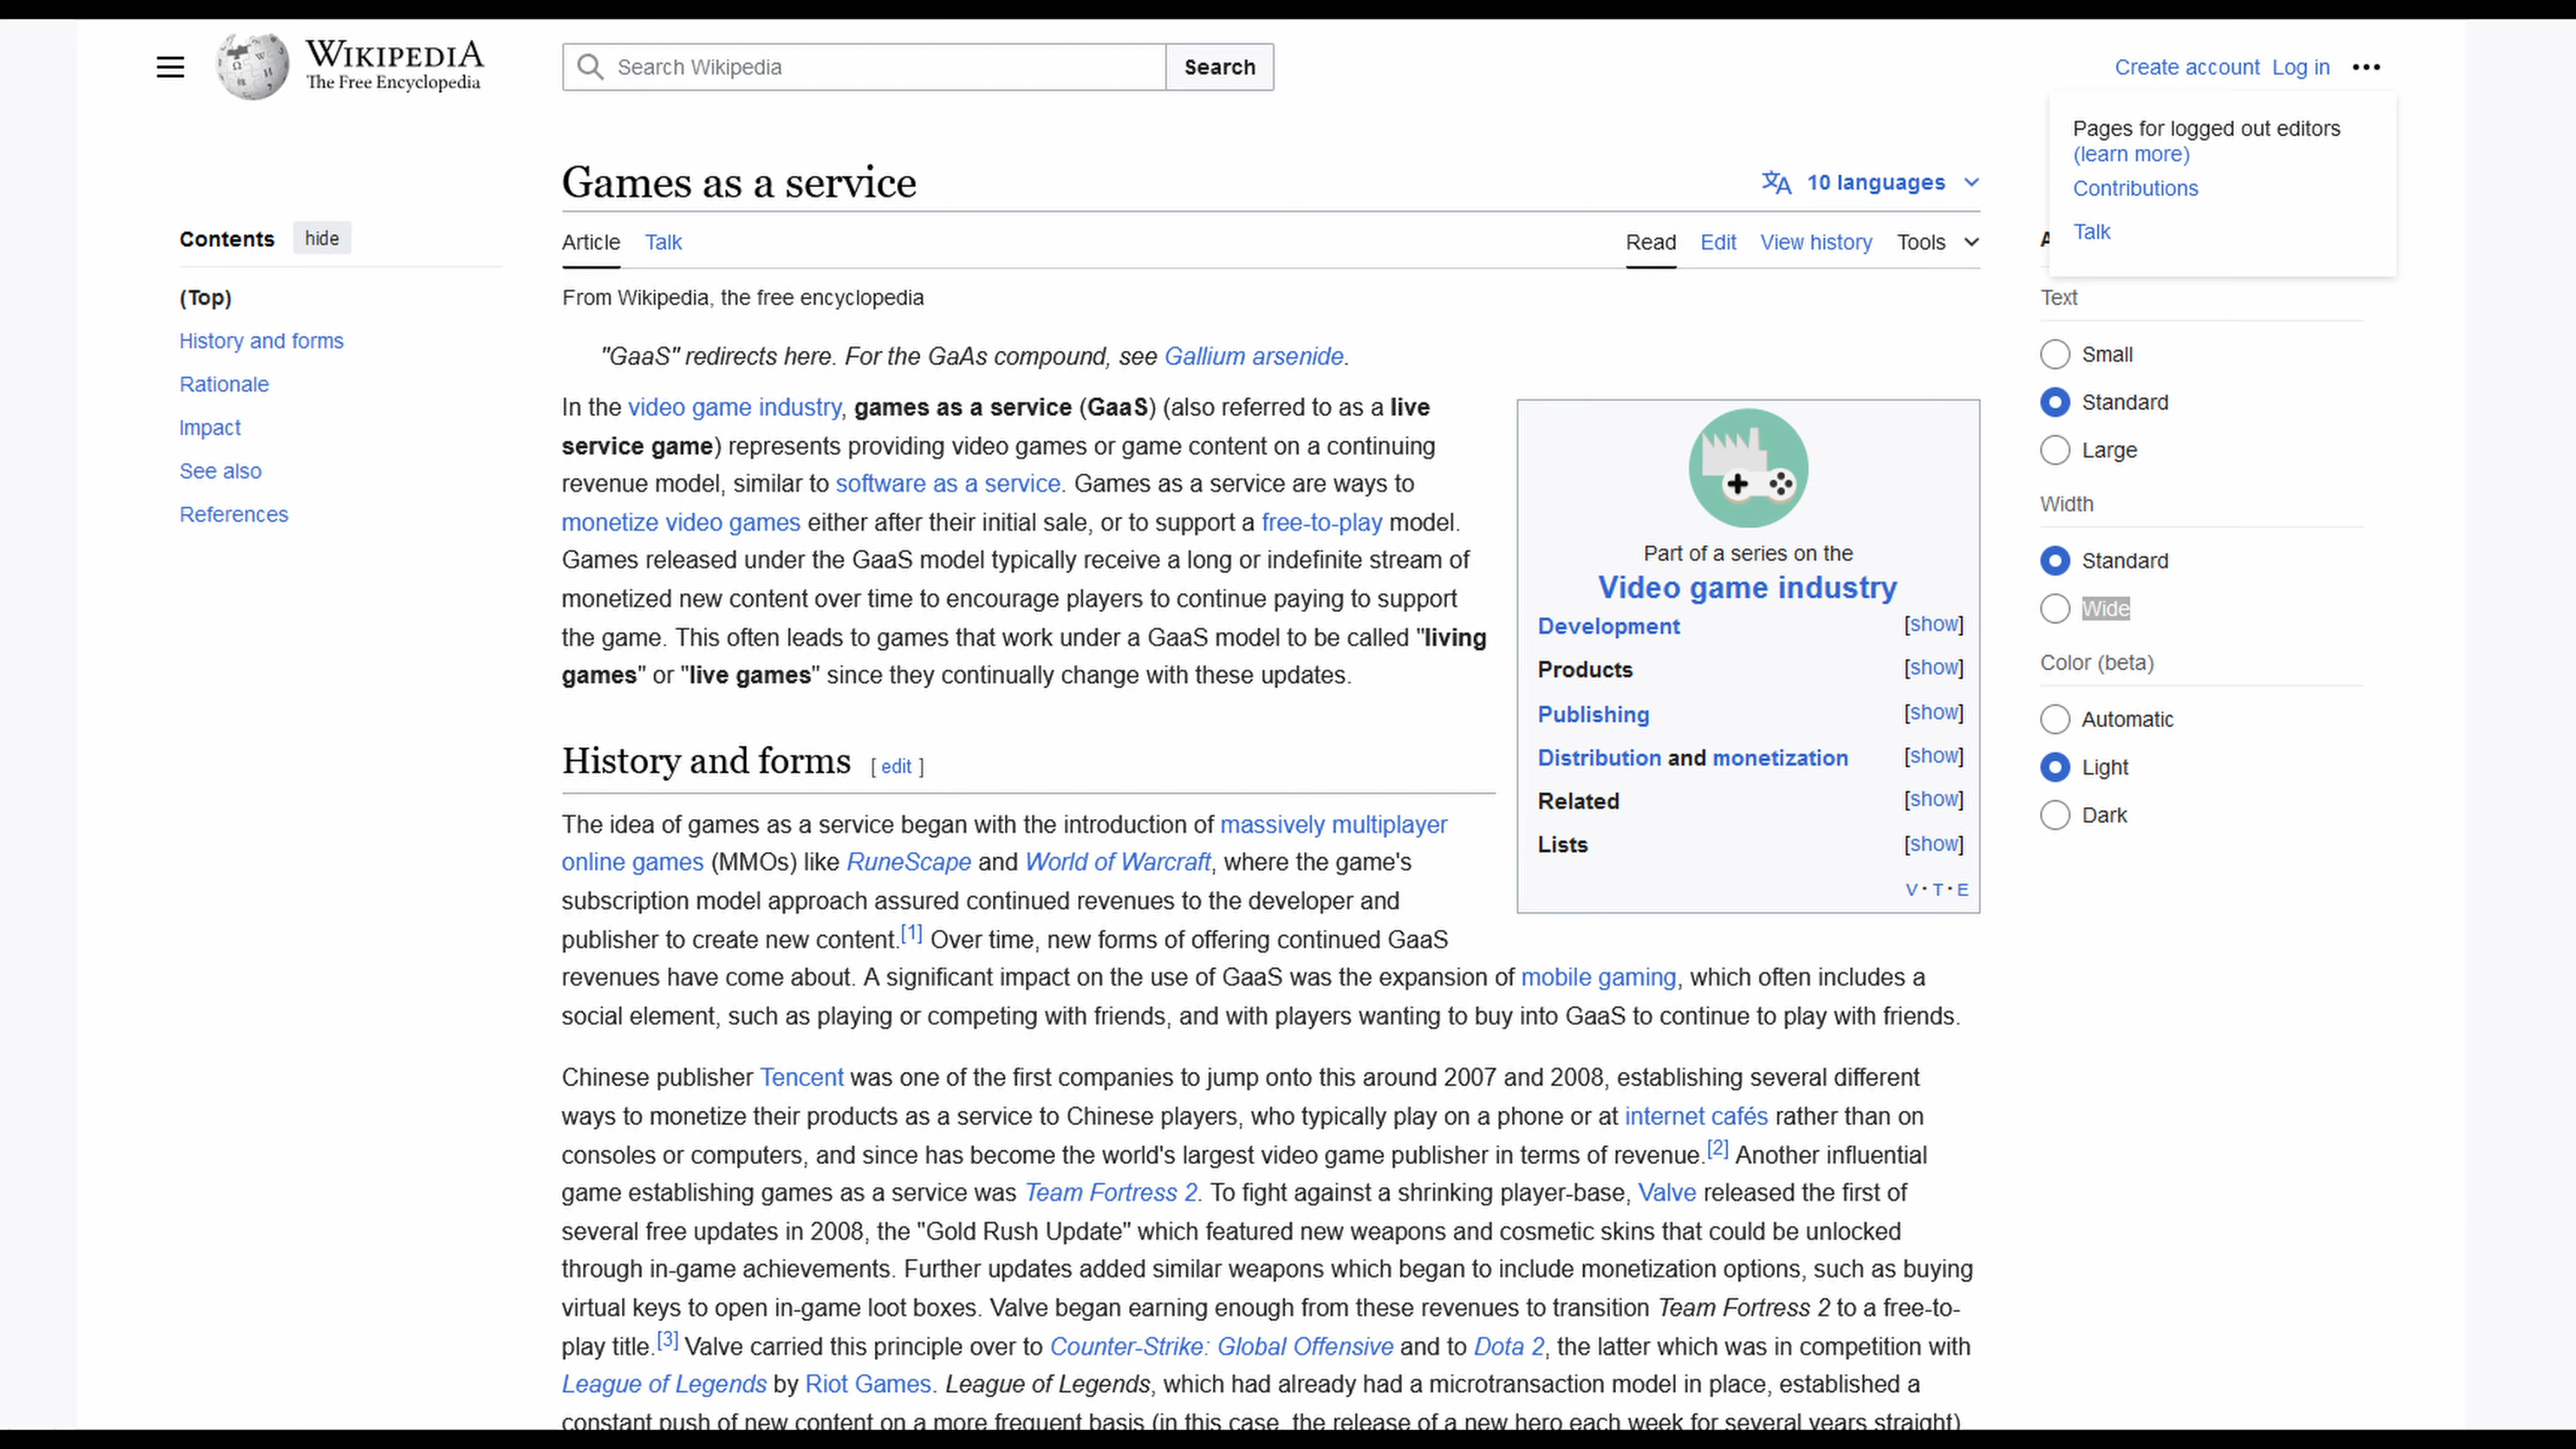 WIKIPEDIA
The Free Encyclopedia
Search Wikipedia
Search
Create account Log in
Pages for logged out editors
(learn more)
Contributions
Talk
Games as a service
10 languages
Contents hide
Article Talk
Read Edit View history Tools
(Top)
History and forms
Rationale
Impact
See also
References
From Wikipedia, the free encyclopedia
"GaaS" redirects here. For the GaAs compound, see Gallium arsenide.
In the video game industry, games as a service (GaaS) (also referred to as a live
service game) represents providing video games or game content on a continuing
revenue model, similar to software as a service. Games as a service are ways to
monetize video games either after their initial sale, or to support a free-to-play model.
Games released under the GaaS model typically receive a long or indefinite stream of
monetized new content over time to encourage players to continue paying to support
the game. This often leads to games that work under a GaaS model to be called "living
games" or "live games" since they continually change with these updates.
Part of a series on the
Video game industry
Development [show]
Products [show]
Publishing [show]
Distribution and monetization [show]
Related [show]
Lists [show]
V · T · E
History and forms [ edit ]
The idea of games as a service began with the introduction of massively multiplayer
online games (MMOs) like RuneScape and World of Warcraft, where the game's
subscription model approach assured continued revenues to the developer and
publisher to create new content.[1] Over time, new forms of offering continued GaaS
revenues have come about. A significant impact on the use of GaaS was the expansion of mobile gaming, which often includes a
social element, such as playing or competing with friends, and with players wanting to buy into GaaS to continue to play with friends.
Chinese publisher Tencent was one of the first companies to jump onto this around 2007 and 2008, establishing several different
ways to monetize their products as a service to Chinese players, who typically play on a phone or at internet cafés rather than on
consoles or computers, and since has become the world's largest video game publisher in terms of revenue.[2] Another influential
game establishing games as a service was Team Fortress 2. To fight against a shrinking player-base, Valve released the first of
several free updates in 2008, the "Gold Rush Update" which featured new weapons and cosmetic skins that could be unlocked
through in-game achievements. Further updates added similar weapons which began to include monetization options, such as buying
virtual keys to open in-game loot boxes. Valve began earning enough from these revenues to transition Team Fortress 2 to a free-to-
play title.[3] Valve carried this principle over to Counter-Strike: Global Offensive and to Dota 2, the latter which was in competition with
League of Legends by Riot Games. League of Legends, which had already had a microtransaction model in place, established a
constant push of new content on a more frequent basis (in this case, the release of a new hero each week for several years straight)
Text
Small
Standard
Large
Width
Standard
Wide
Color (beta)
Automatic
Light
Dark